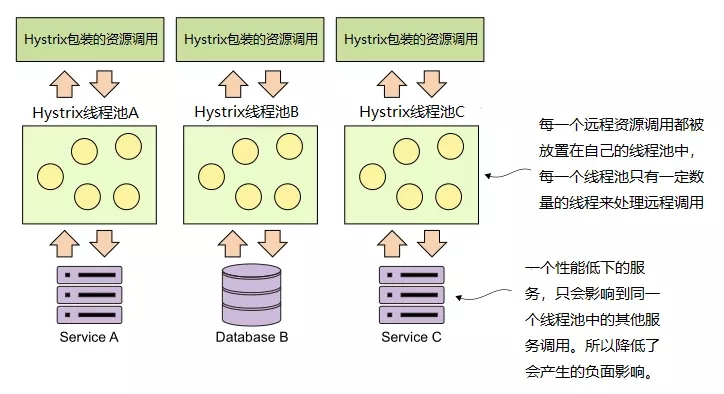 Hystrix包装的资源调用
Hystrix包装的资源调用
Hystrix包装的资源调用
Hystrix线程池A
Hystrix线程池B
Hystrix线程池C
每一个远程资源调用都被
放置在自己的线程池中，
每一个线程池只有一定数
量的线程来处理远程调用
一个性能低下的服
务，只会影响到同一
个线程池中的其他服
务调用。所以降低了
会产生的负面影响。
Service A
Database B
Service C